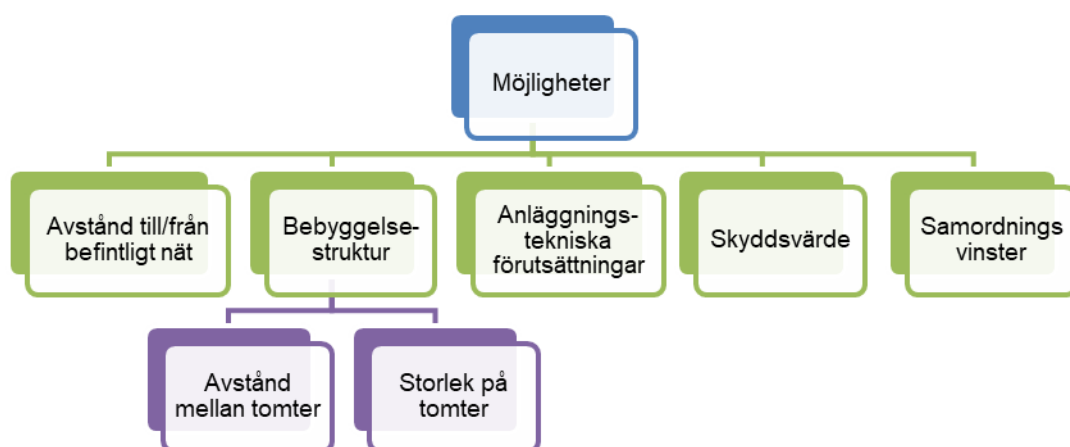 Möjligheter
Avstånd till/från
befintligt nät
Bebyggelse-
struktur
Anläggnings-
tekniska
förutsättningar
Skyddsvärde
Samordnings
vinster
Avstånd
mellan tomter
Storlek på
tomter